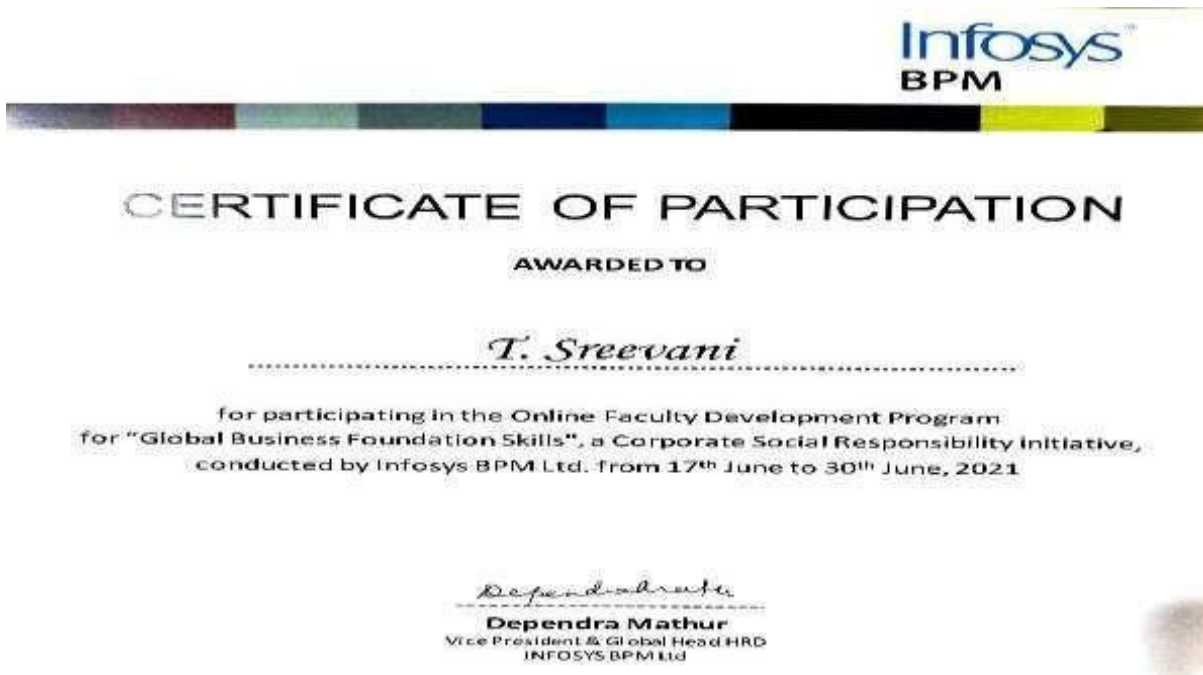 Infosys™
BPM
CERTIFICATE OF PARTICIPATION
AWARDED TO
T. Sreevani
for participating in the Online Faculty Development Program
for "Global Business Foundation Skills", a Corporate Social Responsibility initiative,
conducted by Infosys BPM Ltd. from 17th June to 30th June, 2021
Dependra Mathur
Vice President & Global Head HRD
INFOSYS BPM Ltd